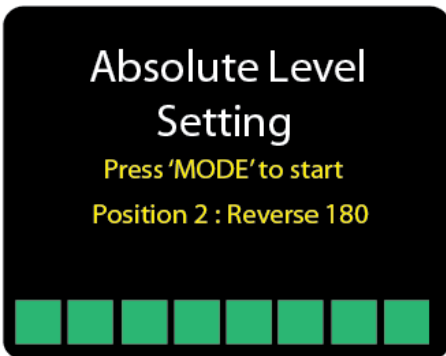 Absolute Level
Setting
Press 'MODE' to start
Position 2 : Reverse 180